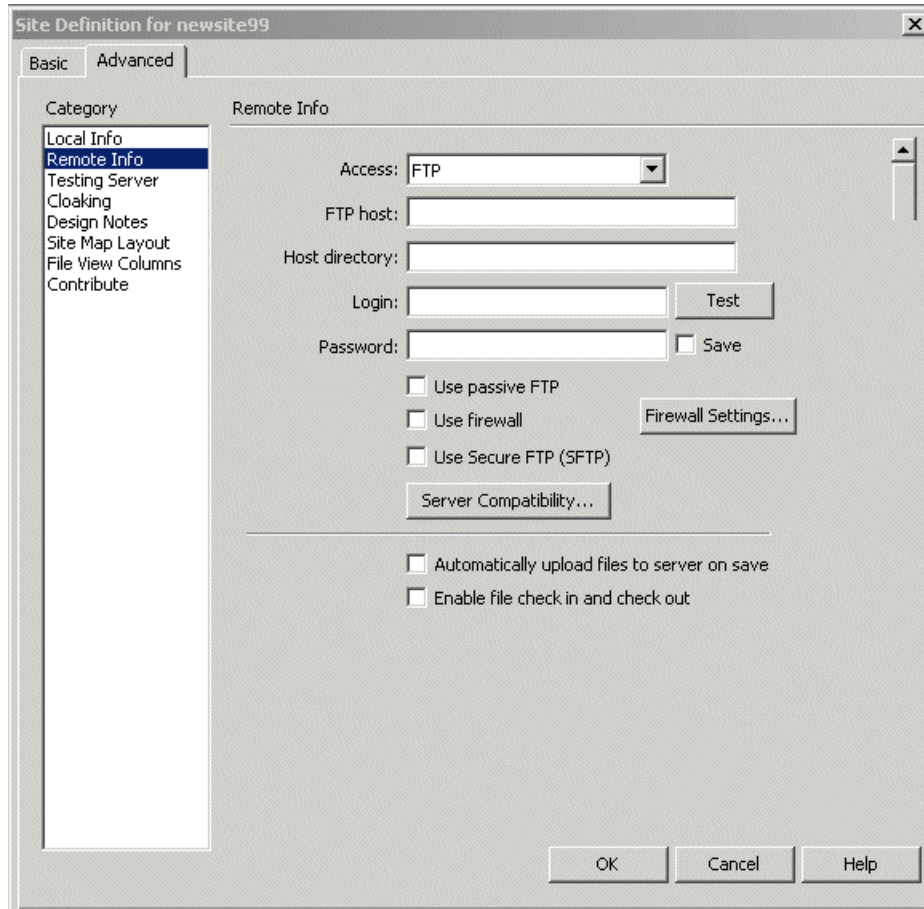 Site Definition for newsite99
Basic
Advanced
Category
Local Info
Remote Info
Testing Server
Cloaking
Design Notes
Site Map Layout
File View Columns
Contribute
Remote Info
Access: FTP
FTP host:
Host directory:
Login:
Test
Password:
Save
Use passive FTP
Use firewall
Firewall Settings...
Use Secure FTP (SFTP)
Server Compatibility...
Automatically upload files to server on save
Enable file check in and check out
OK
Cancel
Help